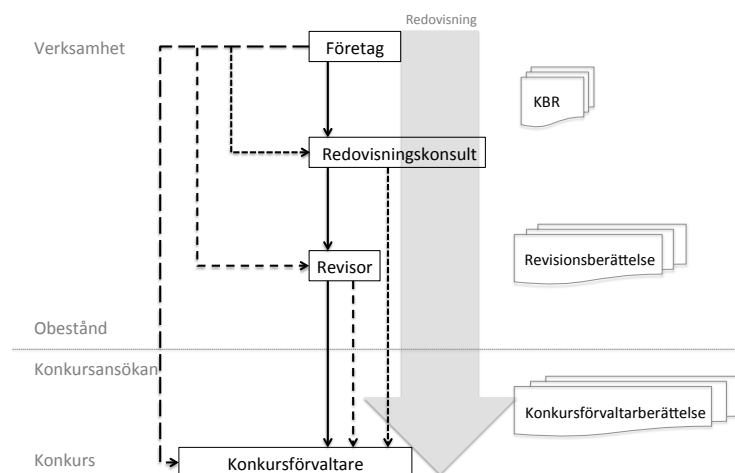 Redovisning
Verksamhet
Företag
KBR
Redovisningskonsult
Revisor
Revisionsberättelse
Obestånd
Konkursansökan
Konkursförvaltarberättelse
Konkurs
Konkursförvaltare